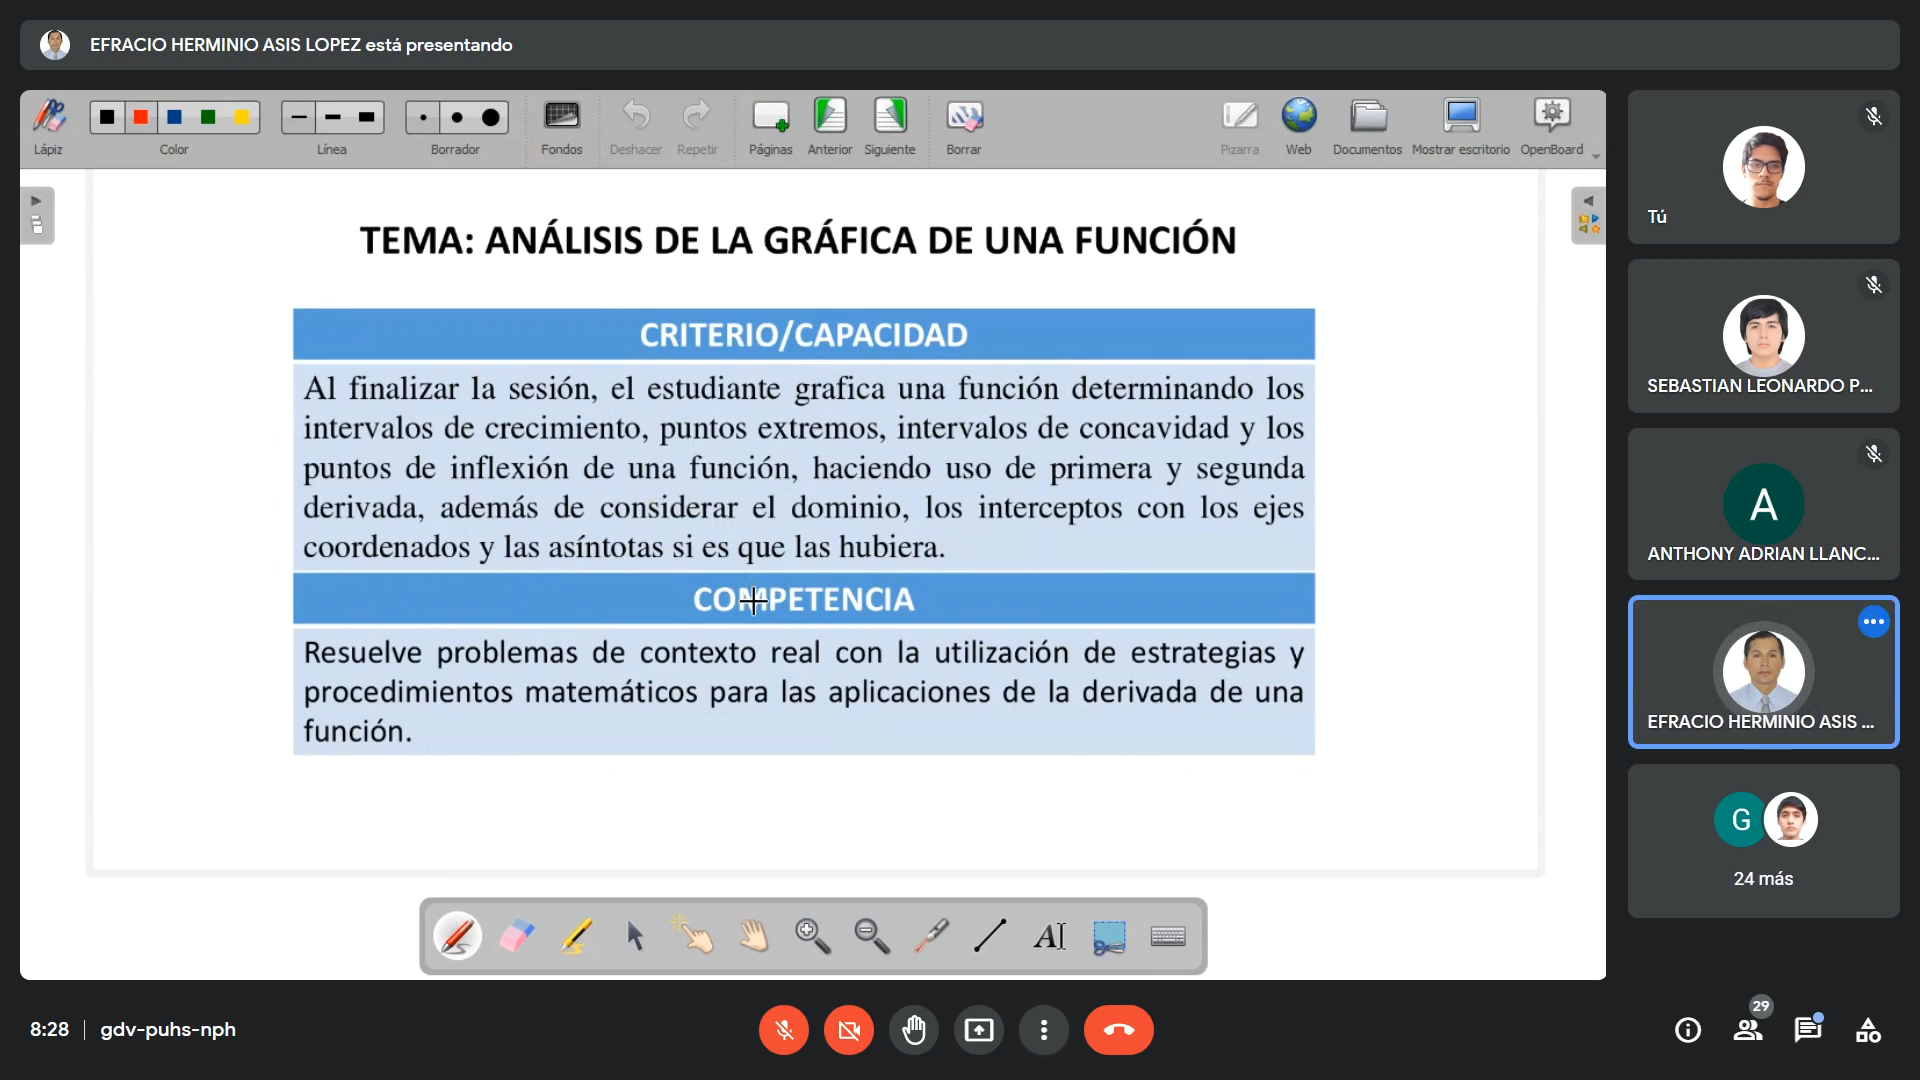 EFRACIO HERMINIO ASIS LOPEZ está presentando
Lápiz
Color
Línea
Borrador
Fondos
Deshacer
Repetir
Páginas
Anterior
Siguiente
Borrar
Pizarra
Web
Documentos
Mostrar escritorio
OpenBoard
TEMA: ANÁLISIS DE LA GRÁFICA DE UNA FUNCIÓN
CRITERIO/CAPACIDAD
Al finalizar la sesión, el estudiante grafica una función determinando los
intervalos de crecimiento, puntos extremos, intervalos de concavidad y los
puntos de inflexión de una función, haciendo uso de primera y segunda
derivada, además de considerar el dominio, los interceptos con los ejes
coordenados y las asíntotas si es que las hubiera.
COMPETENCIA
Resuelve problemas de contexto real con la utilización de estrategias y
procedimientos matemáticos para las aplicaciones de la derivada de una
función.
AI
Tú
SEBASTIAN LEONARDO P...
A
ANTHONY ADRIAN LLANC...
EFRACIO HERMINIO ASIS ...
G
24 más
8:28
gdv-puhs-nph
29